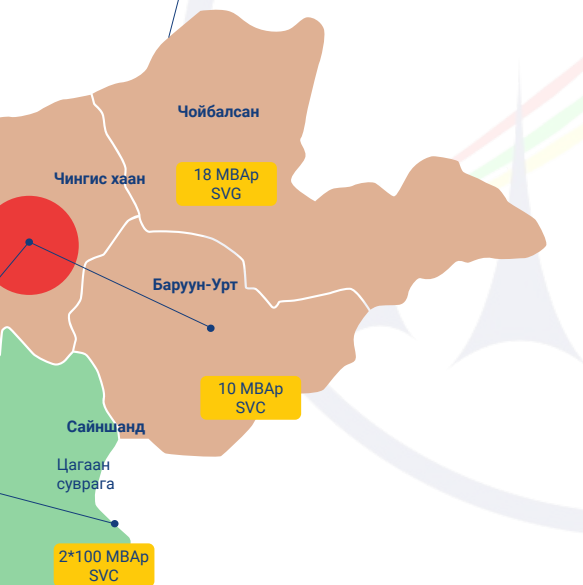 Чойбалсан
18 МВАр
SVG
Чингис хаан
Баруун-Урт
10 МВАр
SVC
Сайншанд
Цагаан
суврага
2*100 МВАр
SVC